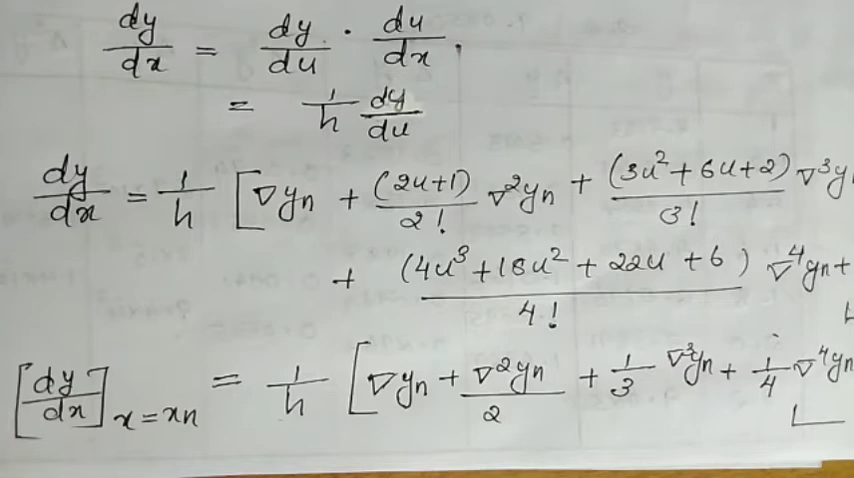 dy/dx = dy/du · du/dx,
= 1/h dy/du
dy/dx = 1/h [∇yn + (2u+1)/2! ∇²yn + (3u²+6u+2)/3! ∇³y
+ (4u³+18u²+22u+6)/4! ∇⁴yn+
[dy/dx]x=xn = 1/h [∇yn + ∇²yn/2 + 1/3 ∇³yn + 1/4 ∇⁴yn